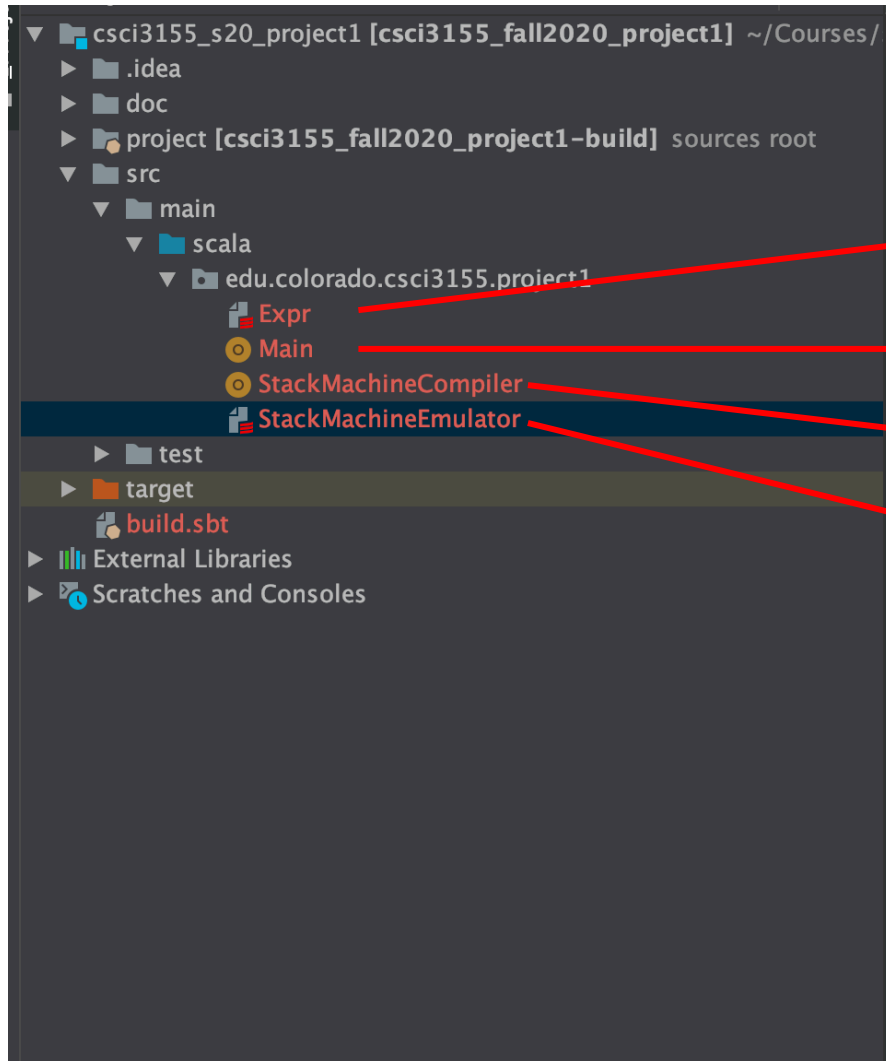 csci3155_s20_project1 [csci3155_fall2020_project1] ~/Courses/
.idea
doc
project [csci3155_fall2020_project1-build] sources root
src
main
scala
edu.colorado.csci3155.project1
Expr
Main
StackMachineCompiler
StackMachineEmulator
test
target
build.sbt
External Libraries
Scratches and Consoles